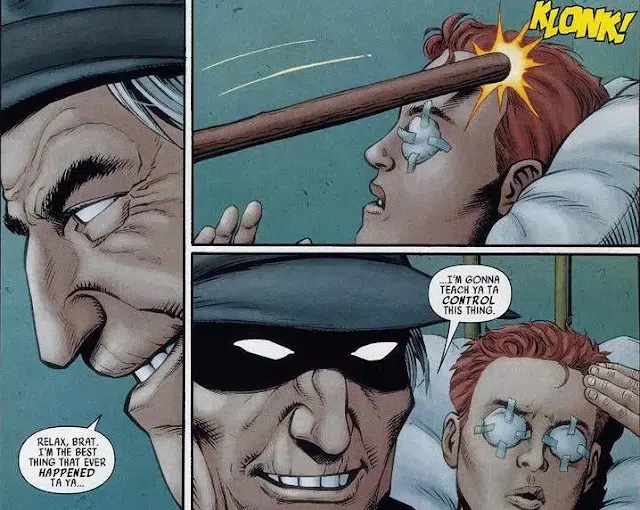 KLONK!
RELAX, BRAT.
I'M THE BEST
THING THAT EVER
HAPPENED
TA YA...
...I'M GONNA
TEACH YA TA
CONTROL
THIS THING.